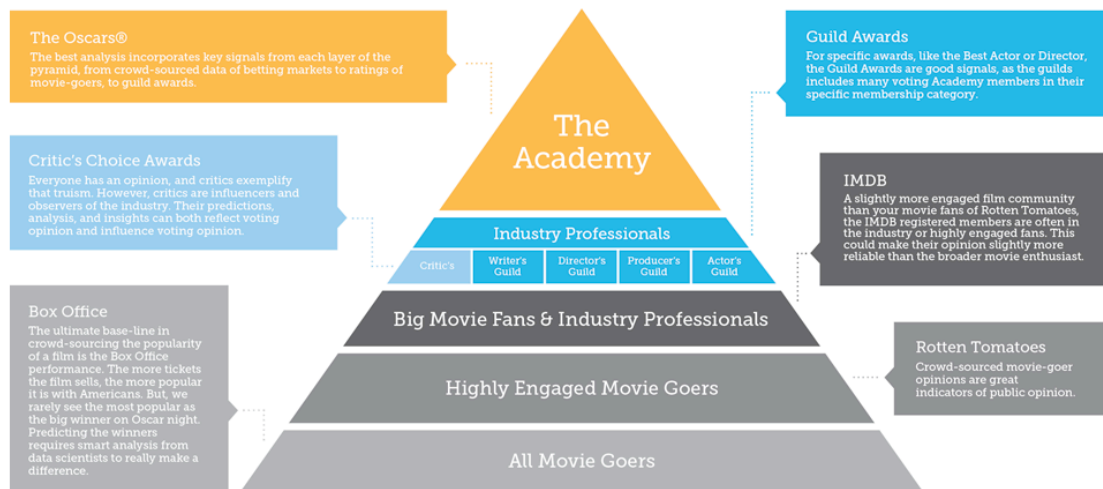 The Oscars®
The best analysis incorporates key signals from each layer of the
pyramid, from crowd-sourced data of betting markets to ratings of
movie-goers, to guild awards.
Critic's Choice Awards
Everyone has an opinion, and critics exemplify
that truism. However, critics are influencers and
observers of the industry. Their predictions,
analysis, and insights can both reflect voting
opinion and influence voting opinion.
Box Office
The ultimate base-line in
crowd-sourcing the popularity
of a film is the Box Office
performance. The more tickets
the film sells, the more popular
it is with Americans. But, we
rarely see the most popular as
the big winner on Oscar night.
Predicting the winners
requires smart analysis from
data scientists to really make a
difference.
The
Academy
Industry Professionals
Critic's
Writer's
Guild
Director's
Guild
Producer's
Guild
Actor's
Guild
Big Movie Fans & Industry Professionals
Highly Engaged Movie Goers
All Movie Goers
Guild Awards
For specific awards, like the Best Actor or Director,
the Guild Awards are good signals, as the guilds
includes many voting Academy members in their
specific membership category.
IMDB
A slightly more engaged film community
than your movie fans of Rotten Tomatoes,
the IMDB registered members are often in
the industry or highly engaged fans. This
could make their opinion slightly more
reliable than the broader movie enthusiast.
Rotten Tomatoes
Crowd-sourced movie-goer
opinions are great
indicators of public opinion.